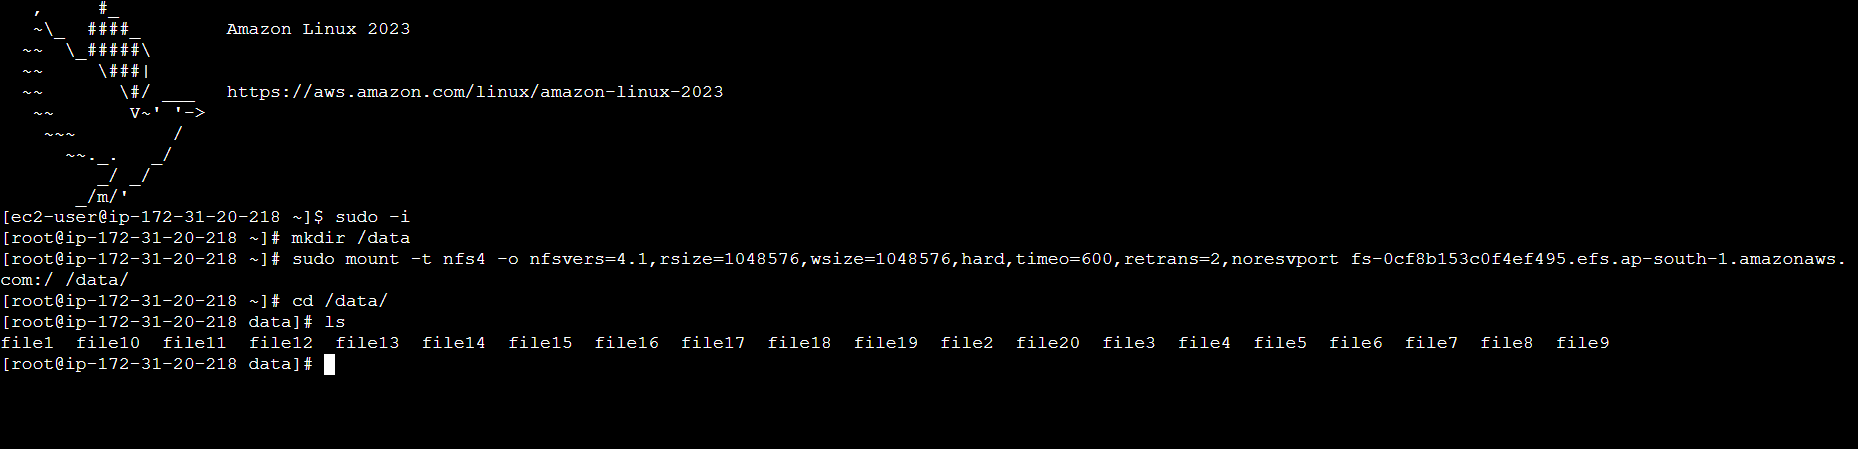 ,     #_
   ~\_  ####_        Amazon Linux 2023
  ~~  \_#####\
  ~~     \###|
  ~~       \#/ ___   https://aws.amazon.com/linux/amazon-linux-2023
   ~~       V~' '->
    ~~~         /
      ~~._.   _/
         _/ _/
       _/m/'
[ec2-user@ip-172-31-20-218 ~]$ sudo -i
[root@ip-172-31-20-218 ~]# mkdir /data
[root@ip-172-31-20-218 ~]# sudo mount -t nfs4 -o nfsvers=4.1,rsize=1048576,wsize=1048576,hard,timeo=600,retrans=2,noresvport fs-0cf8b153c0f4ef495.efs.ap-south-1.amazonaws.
com:/ /data/
[root@ip-172-31-20-218 ~]# cd /data/
[root@ip-172-31-20-218 data]# ls
file1  file10  file11  file12  file13  file14  file15  file16  file17  file18  file19  file2  file20  file3  file4  file5  file6  file7  file8  file9
[root@ip-172-31-20-218 data]#